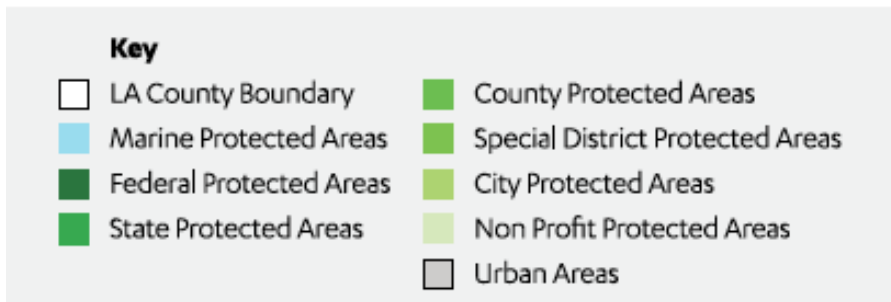 Key
LA County Boundary
Marine Protected Areas
Federal Protected Areas
State Protected Areas
County Protected Areas
Special District Protected Areas
City Protected Areas
Non Profit Protected Areas
Urban Areas